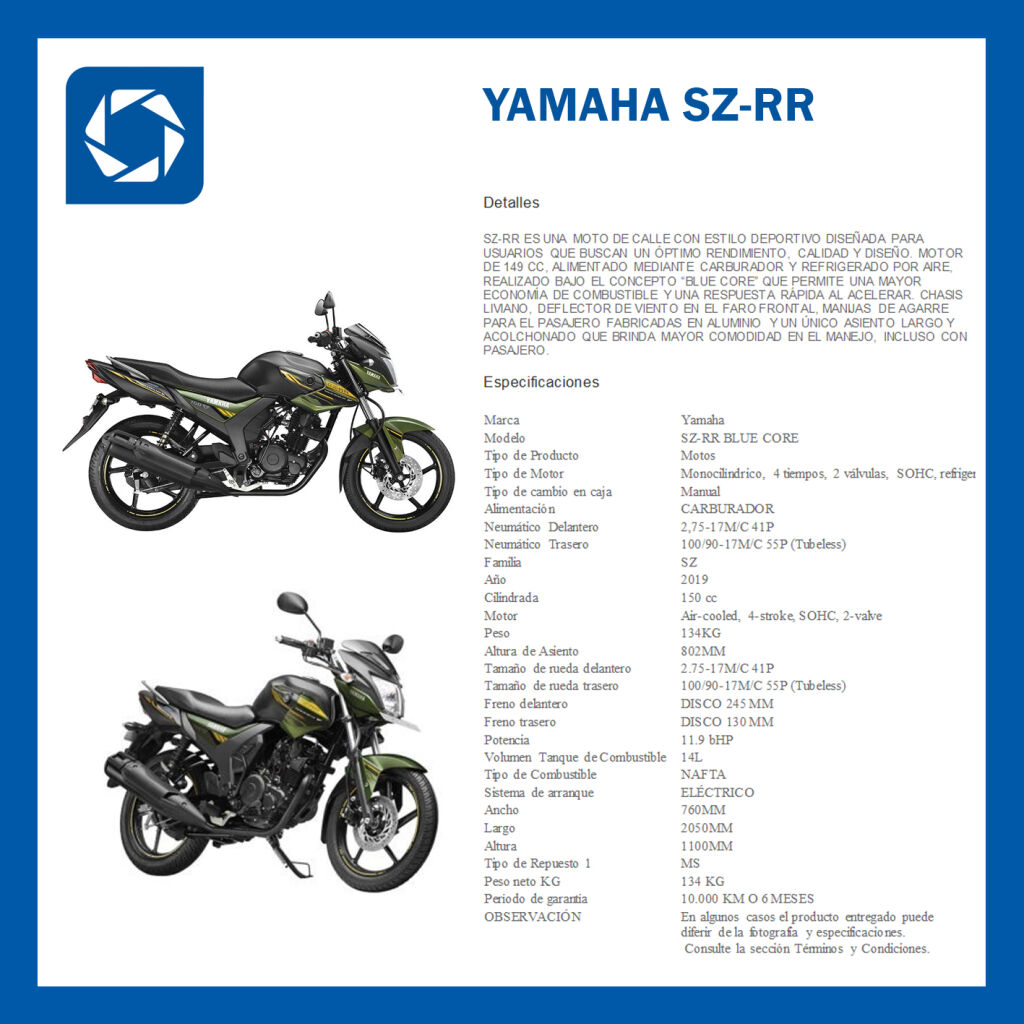 YAMAHA SZ-RR
Detalles
SZ-RR ES UNA MOTO DE CALLE CON ESTILO DEPORTIVO DISEÑADA PARA
USUARIOS QUE BUSCAN UN ÓPTIMO RENDIMIENTO, CALIDAD Y DISEÑO. MOTOR
DE 149 CC, ALIMENTADO MEDIANTE CARBURADOR Y REFRIGERADO POR AIRE,
REALIZADO BAJO EL CONCEPTO “BLUE CORE” QUE PERMITE UNA MAYOR
ECONOMÍA DE COMBUSTIBLE Y UNA RESPUESTA RÁPIDA AL ACELERAR. CHASIS
LIVIANO, DEFLECTOR DE VIENTO EN EL FARO FRONTAL, MANIJAS DE AGARRE
PARA EL PASAJERO FABRICADAS EN ALUMINIO Y UN ÚNICO ASIENTO LARGO Y
ACOLCHONADO QUE BRINDA MAYOR COMODIDAD EN EL MANEJO, INCLUSO CON
PASAJERO.
Especificaciones
Marca Yamaha
Modelo SZ-RR BLUE CORE
Tipo de Producto Motos
Tipo de Motor Monocilíndrico, 4 tiempos, 2 válvulas, SOHC, refriger
Tipo de cambio en caja Manual
Alimentación CARBURADOR
Neumático Delantero 2,75-17M/C 41P
Neumático Trasero 100/90-17M/C 55P (Tubeless)
Familia SZ
Año 2019
Cilindrada 150 cc
Motor Air-cooled, 4-stroke, SOHC, 2-valve
Peso 134KG
Altura de Asiento 802MM
Tamaño de rueda delantero 2.75-17M/C 41P
Tamaño de rueda trasero 100/90-17M/C 55P (Tubeless)
Freno delantero DISCO 245 MM
Freno trasero DISCO 130 MM
Potencia 11.9 bHP
Volumen Tanque de Combustible 14L
Tipo de Combustible NAFTA
Sistema de arranque ELÉCTRICO
Ancho 760MM
Largo 2050MM
Altura 1100MM
Tipo de Repuesto 1 MS
Peso neto KG 134 KG
Periodo de garantia 10.000 KM O 6 MESES
OBSERVACIÓN En algunos casos el producto entregado puede
diferir de la fotografía y especificaciones.
Consulte la sección Términos y Condiciones.
YAMAHA
YAMAHA
YAMAHA